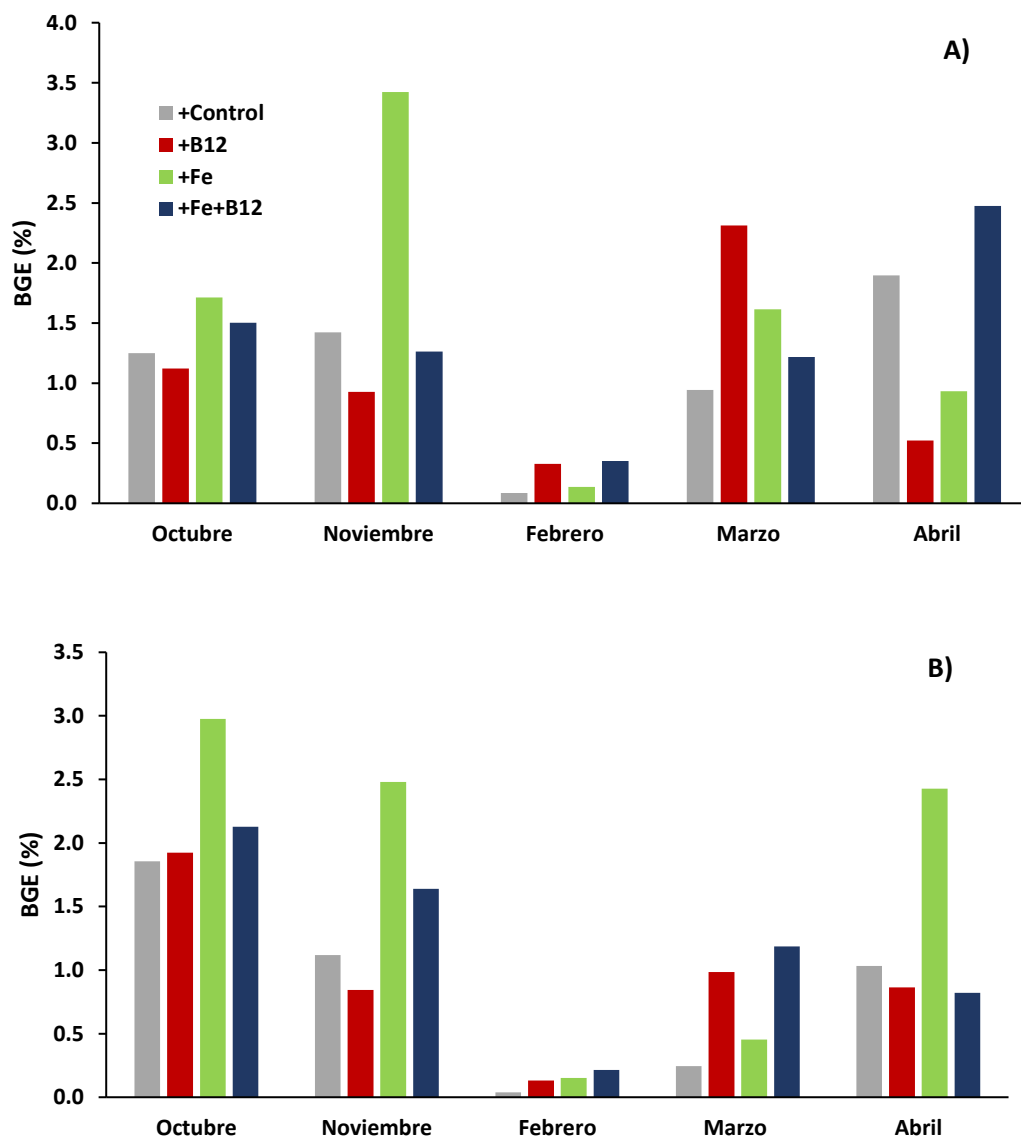 A)
4.0
3.5
3.0
2.5
2.0
1.5
1.0
0.5
0.0
BGE (%)
+Control
+B12
+Fe
+Fe+B12
Octubre Noviembre Febrero Marzo Abril
B)
3.5
3.0
2.5
2.0
1.5
1.0
0.5
0.0
BGE (%)
Octubre Noviembre Febrero Marzo Abril